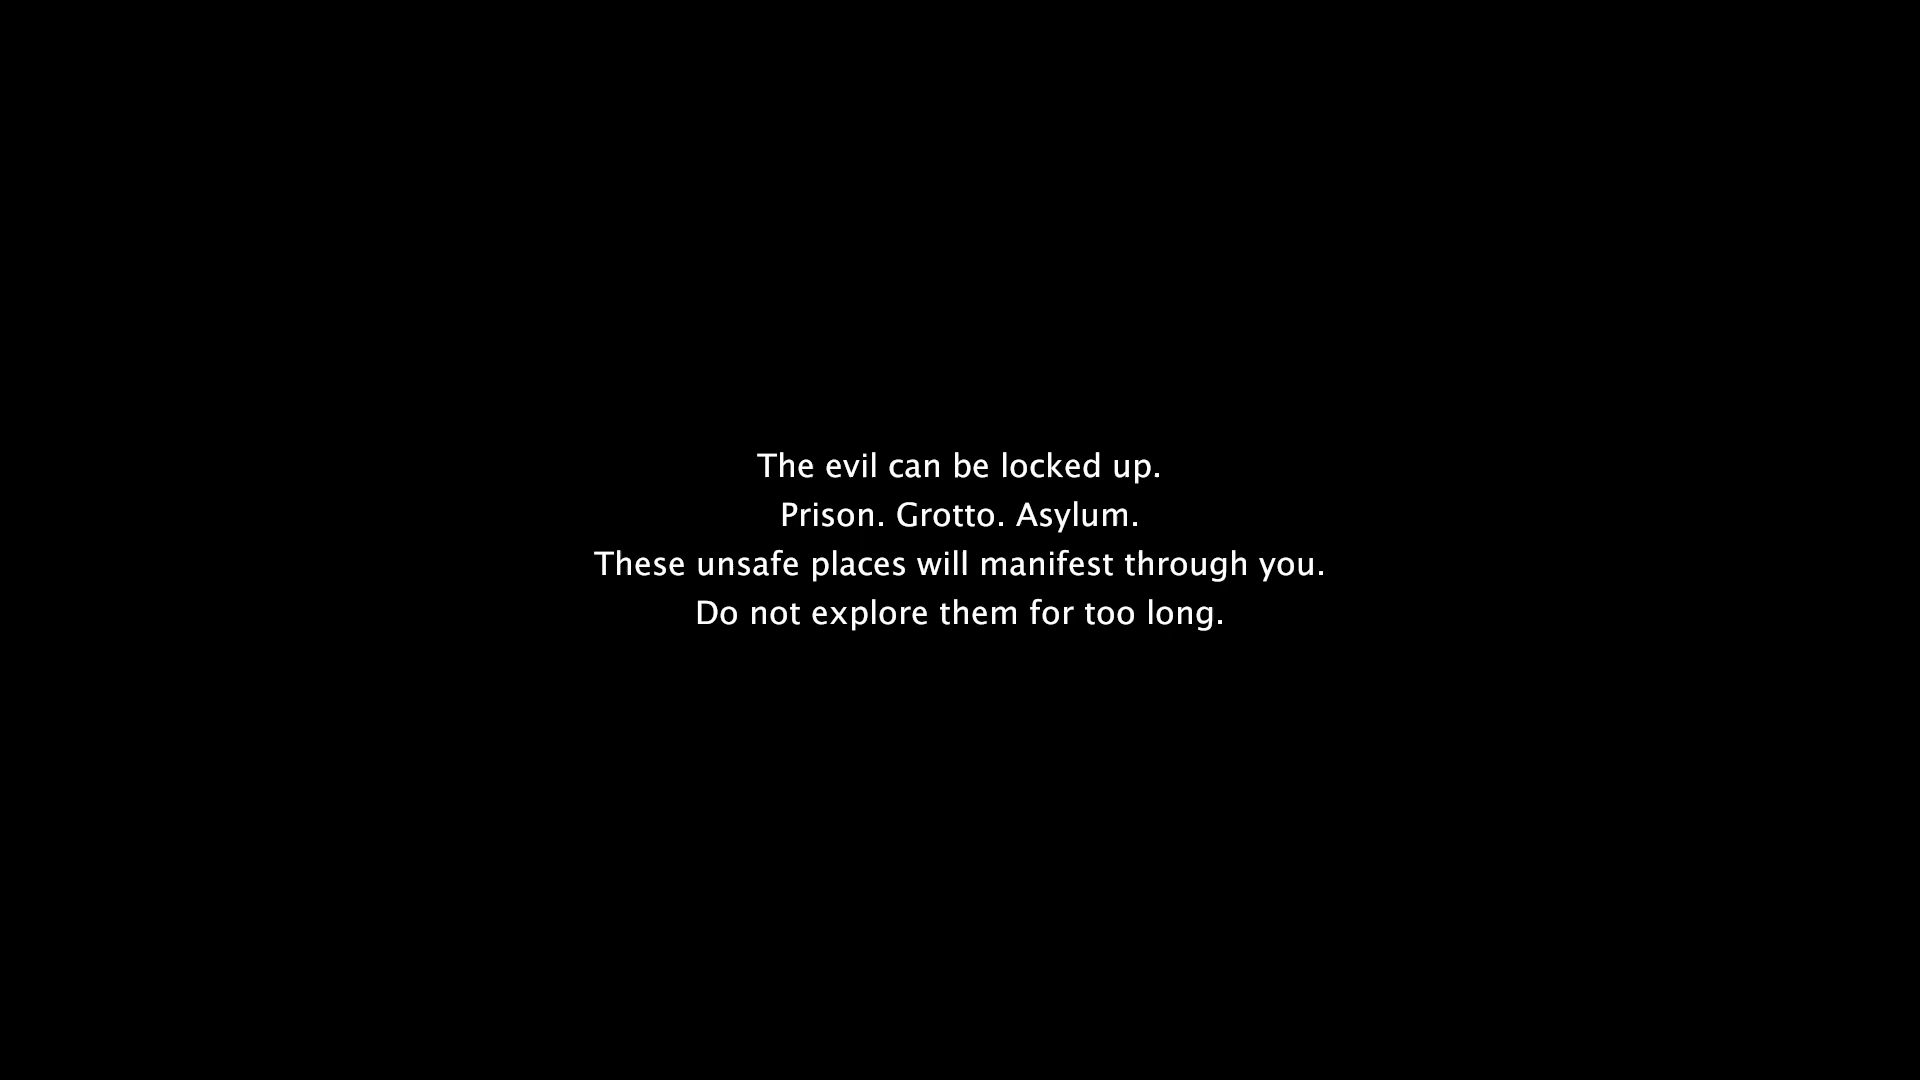 The evil can be locked up.
Prison. Grotto. Asylum.
These unsafe places will manifest through you.
Do not explore them for too long.